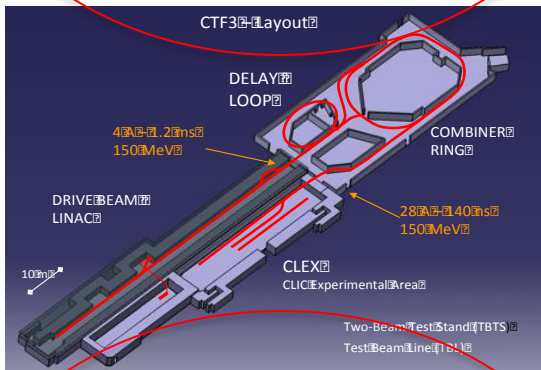 CTF3 – Layout
DELAY
LOOP
4 A – 1.2 ms
150 MeV
COMBINER
RING
DRIVE BEAM
LINAC
28 A – 140 ns
150 MeV
10 m
CLEX
CLIC Experimental Area
Two-Beam Test Stand (TBTS)
Test Beam Line (TBL)